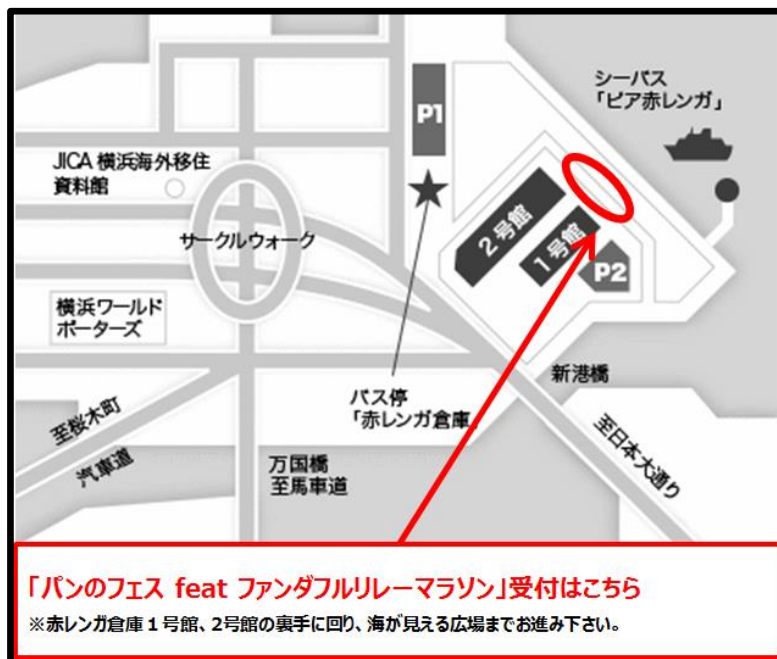 シーバス
「ピア赤レンガ」
P1
JICA 横浜海外移住
資料館
2号館
1号館
P2
サークルウォーク
横浜ワールド
ポーターズ
バス停
「赤レンガ倉庫」
新港橋
至桜木町
汽車道
万国橋
至馬車道
至日本大通り
「パンのフェス feat ファンダフルリレーマラソン」受付はこちら
※赤レンガ倉庫1号館、2号館の裏手に回り、海が見える広場までお進み下さい。